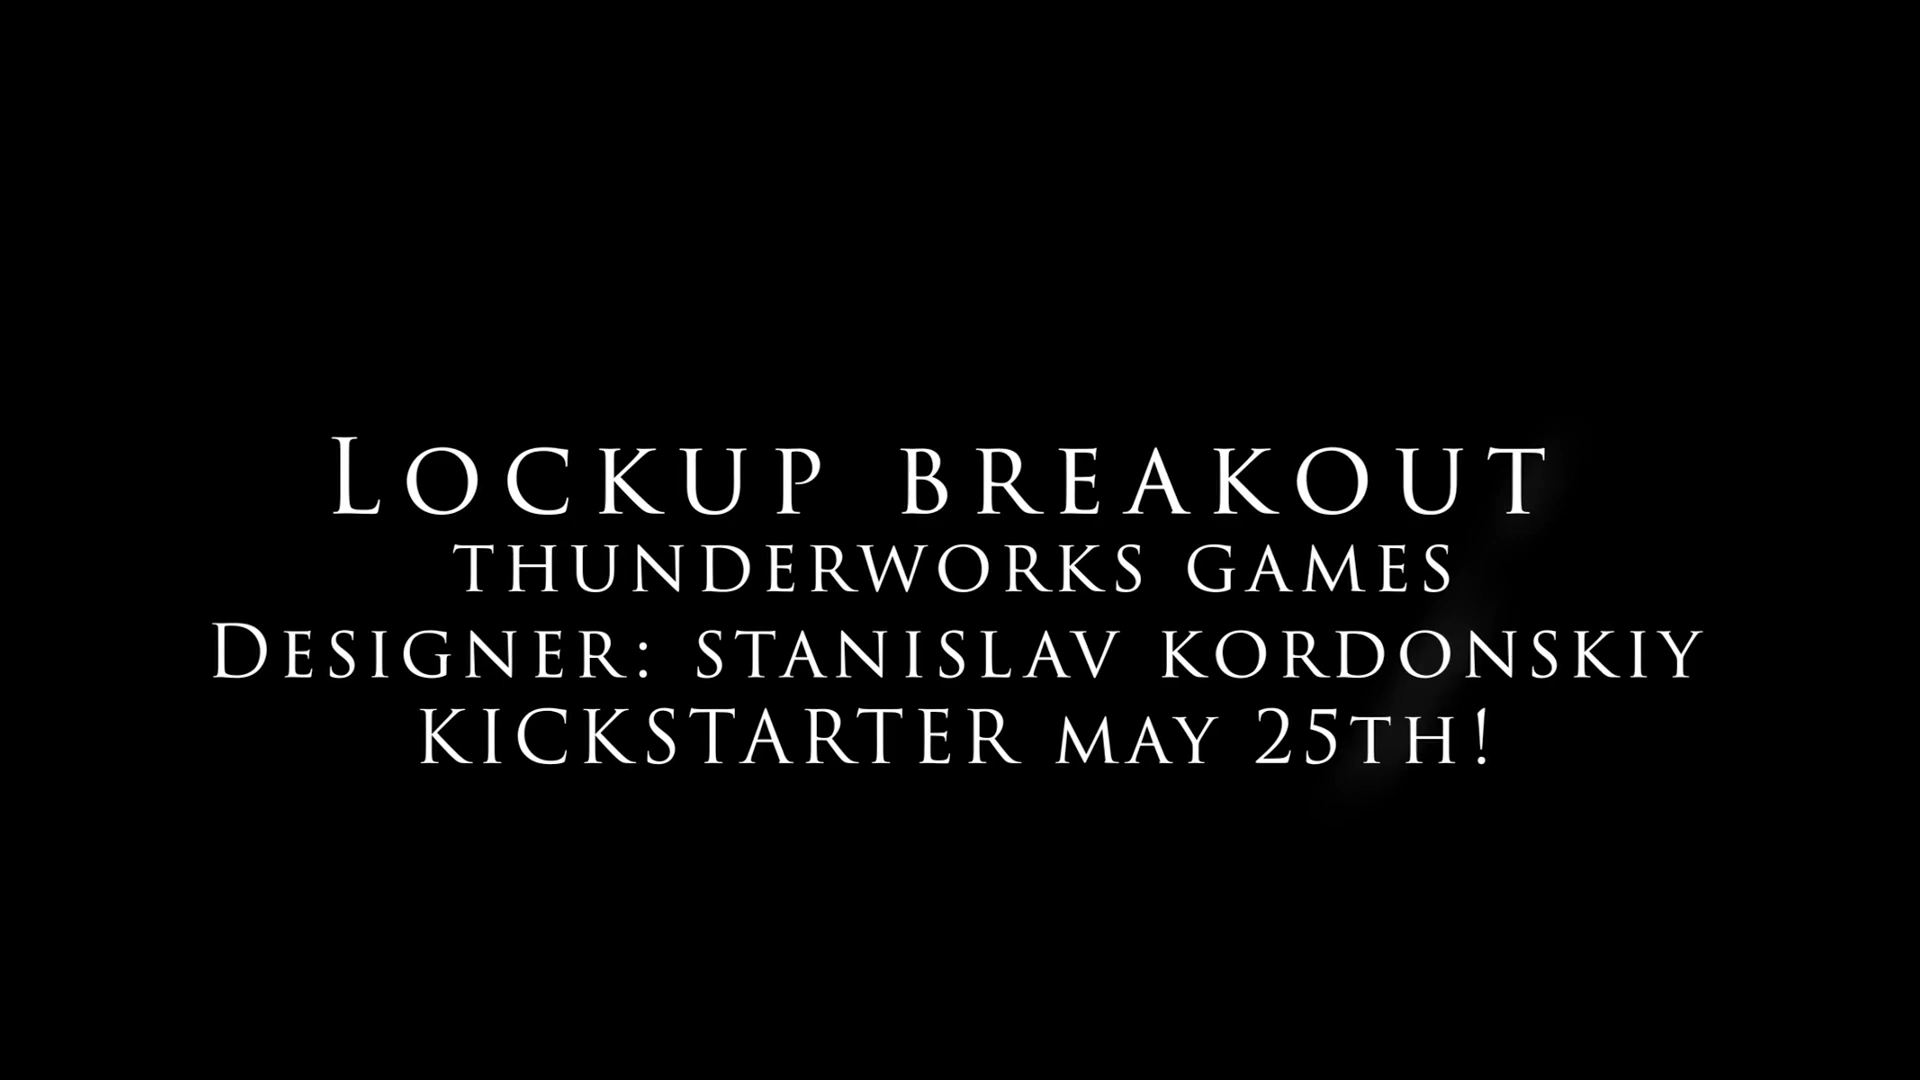 Lockup breakout
thunderworks games
Designer: stanislav kordonskiy
KICKSTARTER may 25th!